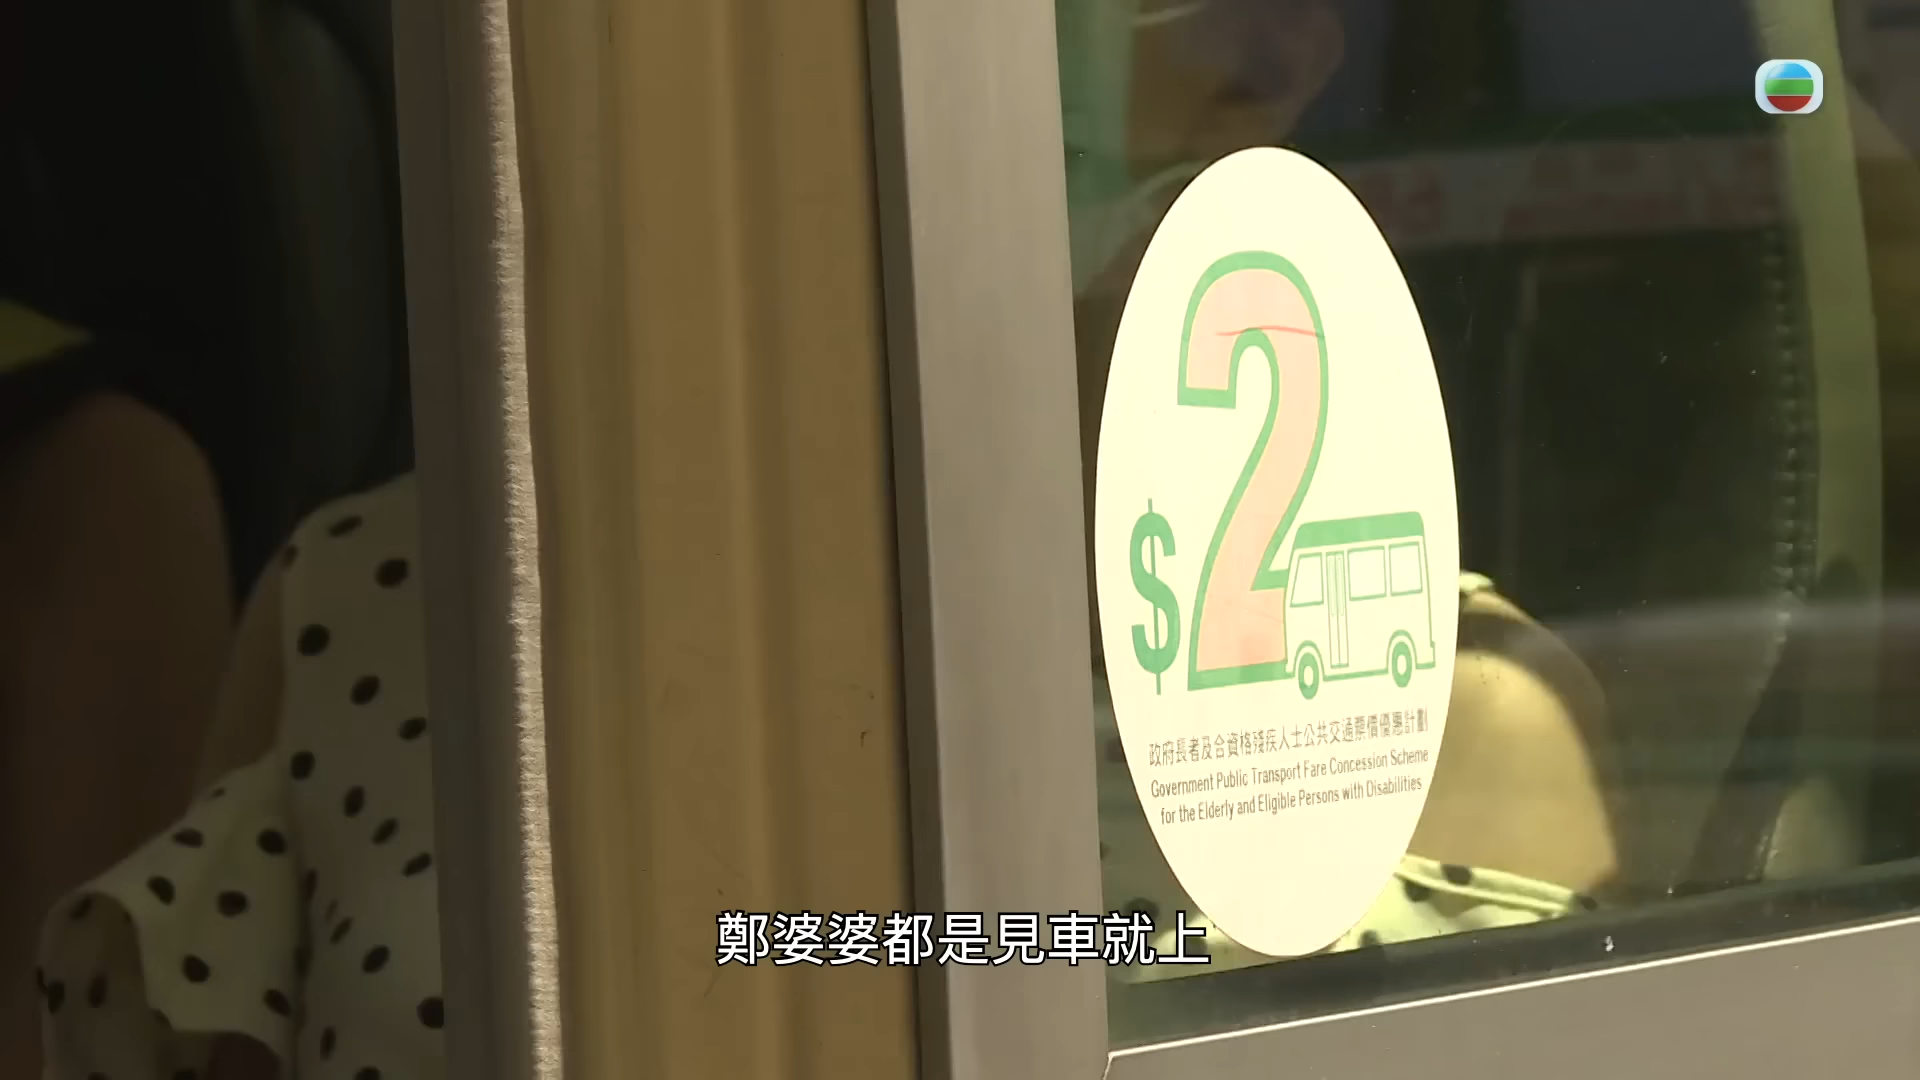 $2
政府長者及合資格殘疾人士公共交通票價優惠計劃
Government Public Transport Fare Concession Scheme
for the Elderly and Eligible Persons with Disabilities
鄭婆婆都是見車就上